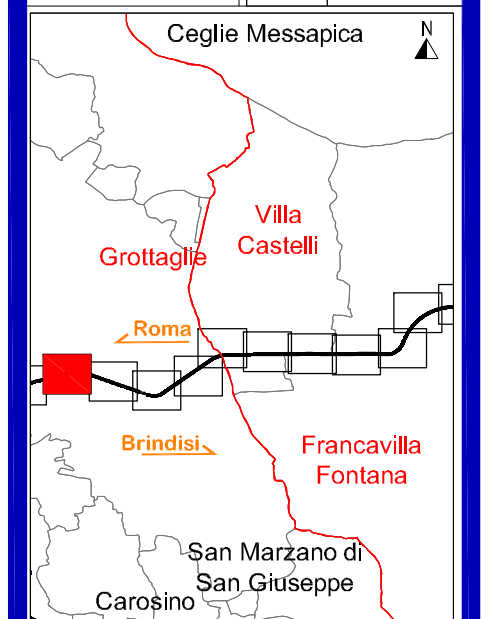 Ceglie Messapica
N
Villa
Castelli
Grottaglie
Roma
Brindisi
Francavilla
Fontana
San Marzano di
San Giuseppe
Carosino